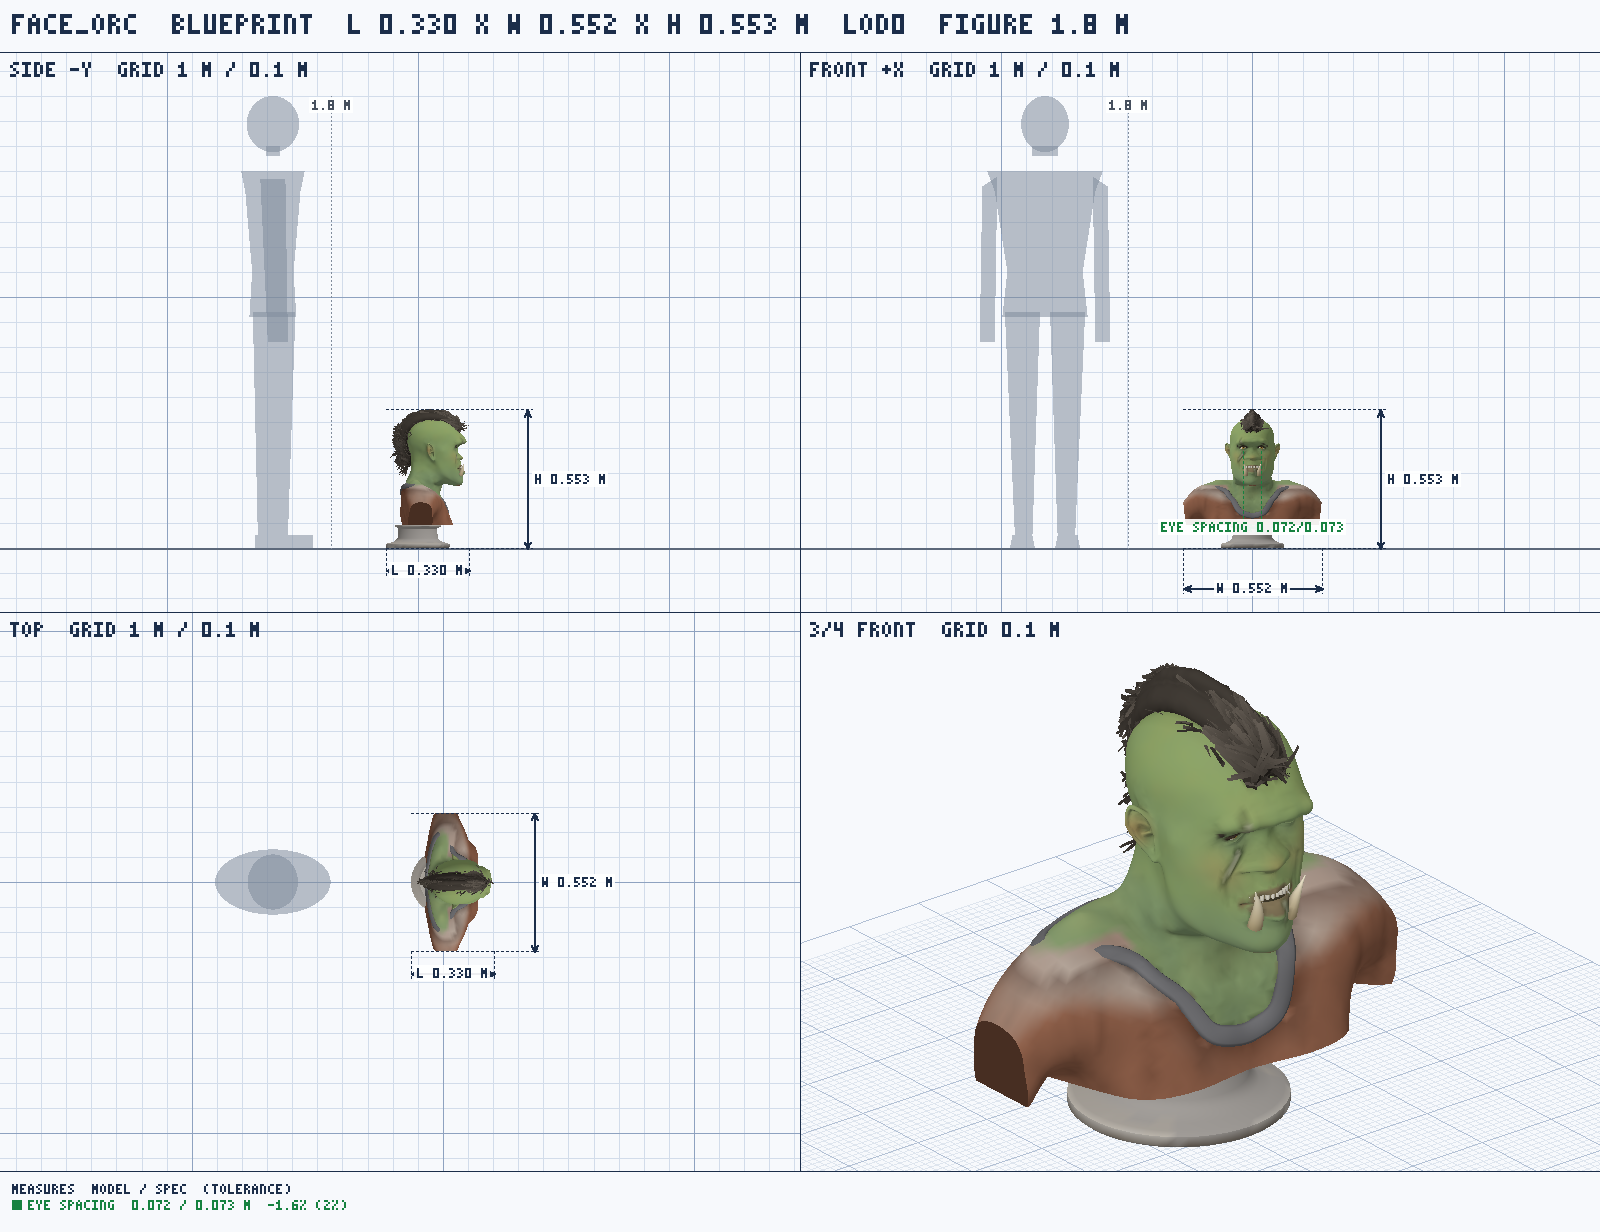 FACE_ORC BLUEPRINT L 0.330 X W 0.552 X H 0.553 M LOD0 FIGURE 1.8 M
SIDE -Y GRID 1 M / 0.1 M
1.8 M
H 0.553 M
L 0.330 M
FRONT +X GRID 1 M / 0.1 M
1.8 M
H 0.553 M
EYE SPACING 0.072/0.073
W 0.552 M
TOP GRID 1 M / 0.1 M
W 0.552 M
L 0.330 M
3/4 FRONT GRID 0.1 M
MEASURES MODEL / SPEC (TOLERANCE)
EYE SPACING 0.072 / 0.073 M -1.6% (2%)